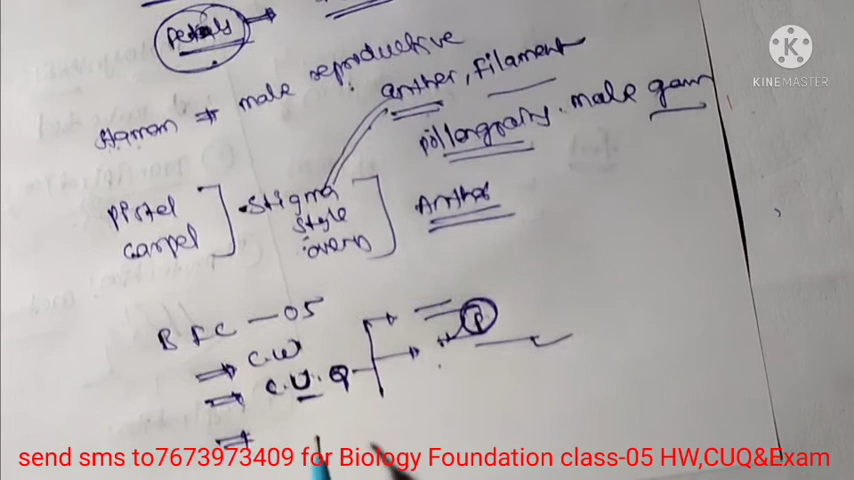 Petals →
K
KINEMASTER
stamen → male reproductive
anther, filament
pollengrains. male gam
pistel
carpel
stigma
style
overy
Anther
BFC - 05
⇒ C.W
⇒ C.U.Q
P
⇒
send sms to7673973409 for Biology Foundation class-05 HW,CUQ&Exam